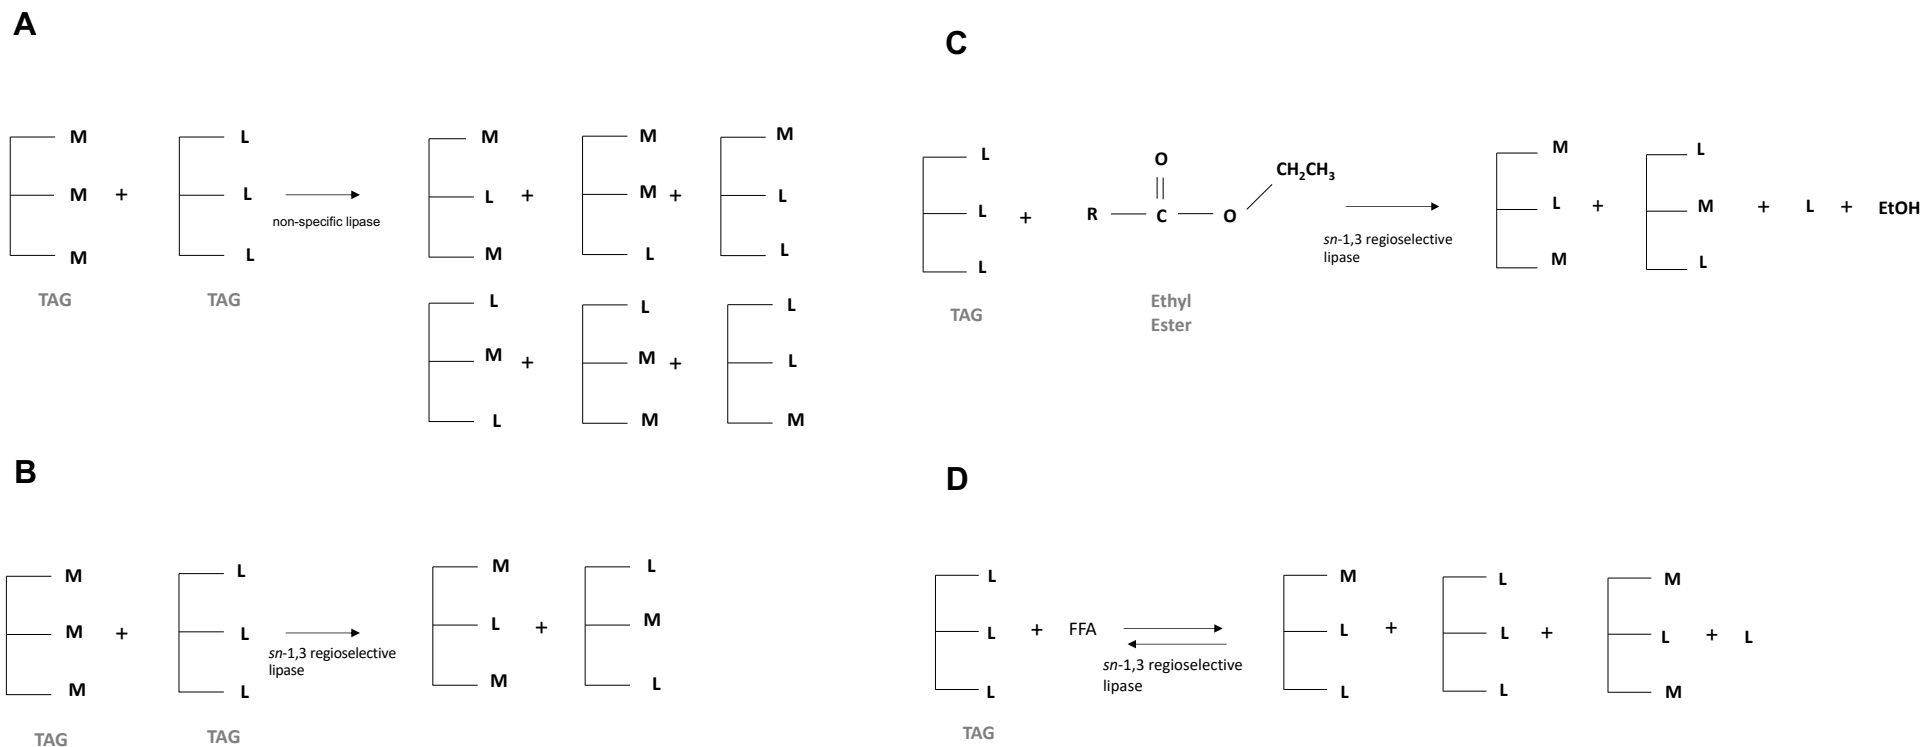 A
M
M
M
TAG
+
L
L
L
TAG
non-specific lipase
M
L
M
+
M
M
L
+
M
L
L
L
M
L
+
L
M
M
+
L
L
M
B
M
M
M
TAG
+
L
L
L
TAG
sn-1,3 regioselective
lipase
M
L
M
+
L
M
L
C
L
L
L
TAG
+
O
R C O
CH₂CH₃
Ethyl
Ester
sn-1,3 regioselective
lipase
M
L
M
+
L
M
L
+ L + EtOH
D
L
L
L
TAG
+ FFA
sn-1,3 regioselective
lipase
M
L
L
+
L
L
L
+
M
L
M
+ L